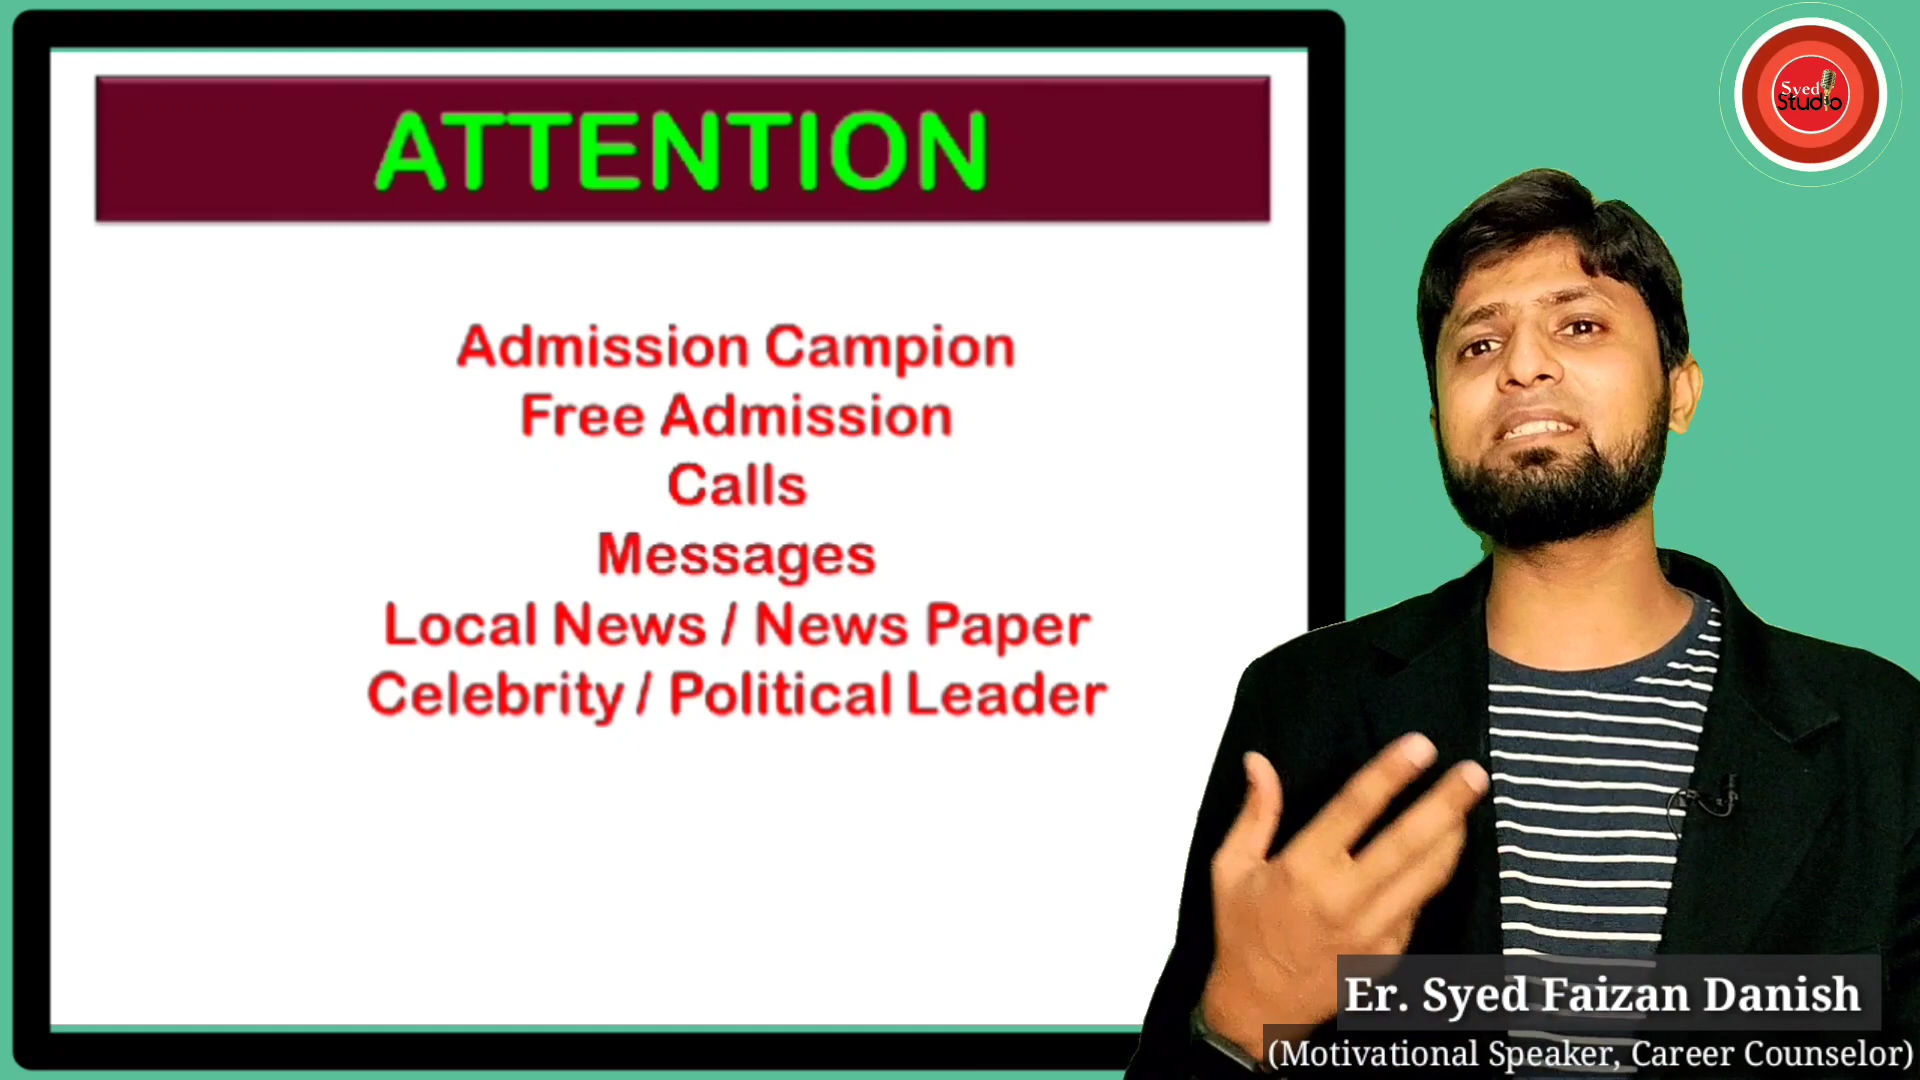 ATTENTION
Admission Campion
Free Admission
Calls
Messages
Local News / News Paper
Celebrity / Political Leader
Syed
Studio
Er. Syed Faizan Danish
(Motivational Speaker, Career Counselor)